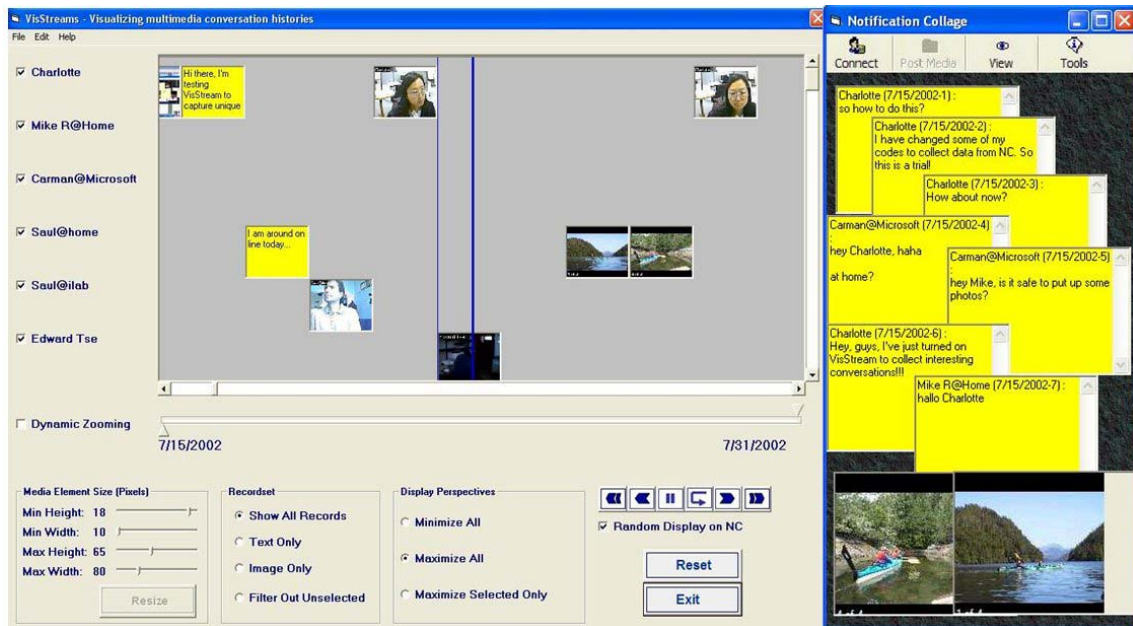 VisStreams - Visualizing multimedia conversation histories
File Edit Help
Charlotte
Mike R@Home
Carman@Microsoft
Saul@home
Saul@ilab
Edward Tse
Hi there, I'm
testing
VisStream to
capture unique
I am around on
line today...
Dynamic Zooming
7/15/2002
7/31/2002
Media Element Size (Pixels)
Min Height: 18
Min Width: 10
Max Height: 65
Max Width: 80
Resize
Recordset
Show All Records
Text Only
Image Only
Filter Out Unselected
Display Perspectives
Minimize All
Maximize All
Maximize Selected Only
Random Display on NC
Reset
Exit
Notification Collage
Connect Post Media View Tools
Charlotte (7/15/2002-1) :
so how to do this?
Charlotte (7/15/2002-2) :
I have changed some of my
codes to collect data from NC. So
this is a trial!
Charlotte (7/15/2002-3) :
How about now?
Carman@Microsoft (7/15/2002-4)
:
hey Charlotte, haha
at home?
Carman@Microsoft (7/15/2002-5)
:
hey Mike, is it safe to put up some
photos?
Charlotte (7/15/2002-6) :
Hey, guys, I've just turned on
VisStream to collect interesting
conversations!!!
Mike R@Home (7/15/2002-7) :
hallo Charlotte